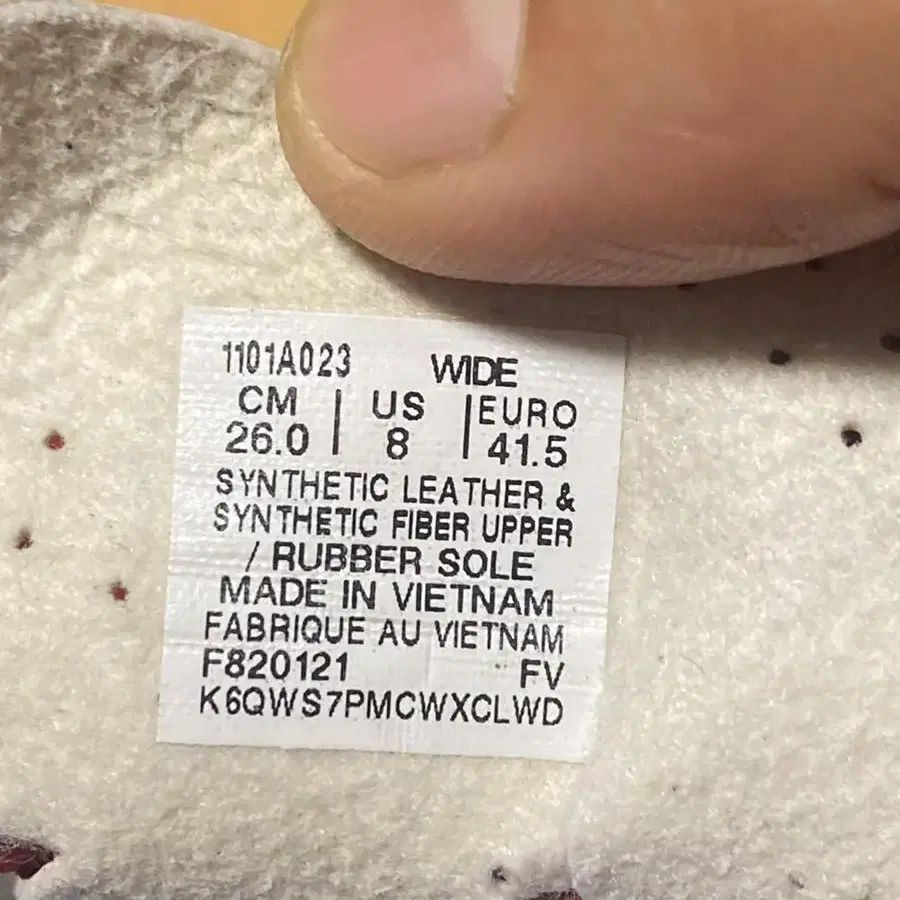 1101A023 WIDE
CM | US | EURO
26.0 | 8 | 41.5
SYNTHETIC LEATHER &
SYNTHETIC FIBER UPPER
/ RUBBER SOLE
MADE IN VIETNAM
FABRIQUE AU VIETNAM
F820121 FV
K6QWS7PMCWXCLWD